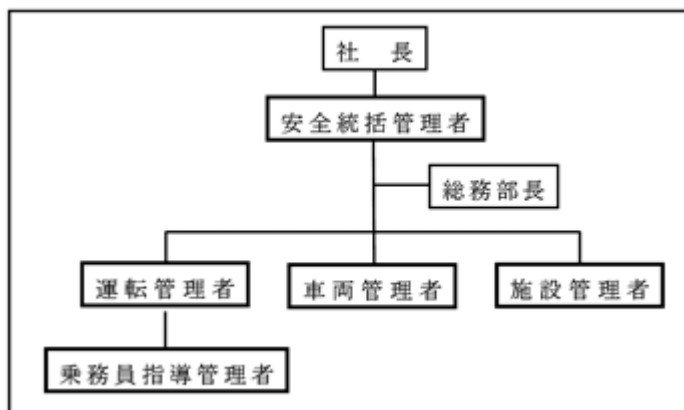 社長
安全統括管理者
総務部長
運転管理者
車両管理者
施設管理者
乗務員指導管理者